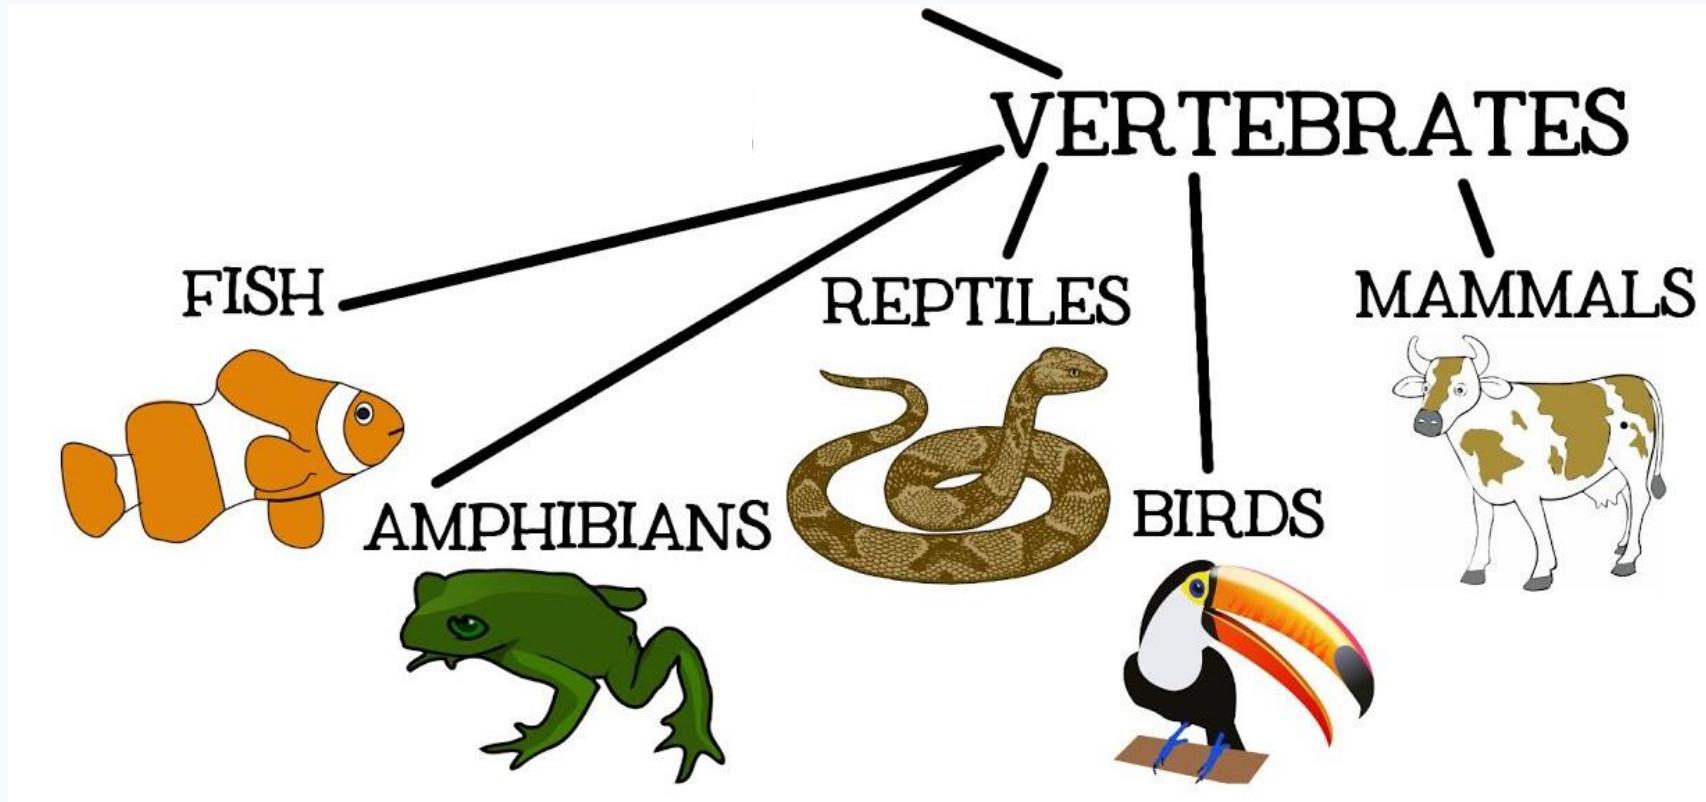 VERTEBRATES
FISH
REPTILES
MAMMALS
AMPHIBIANS
BIRDS